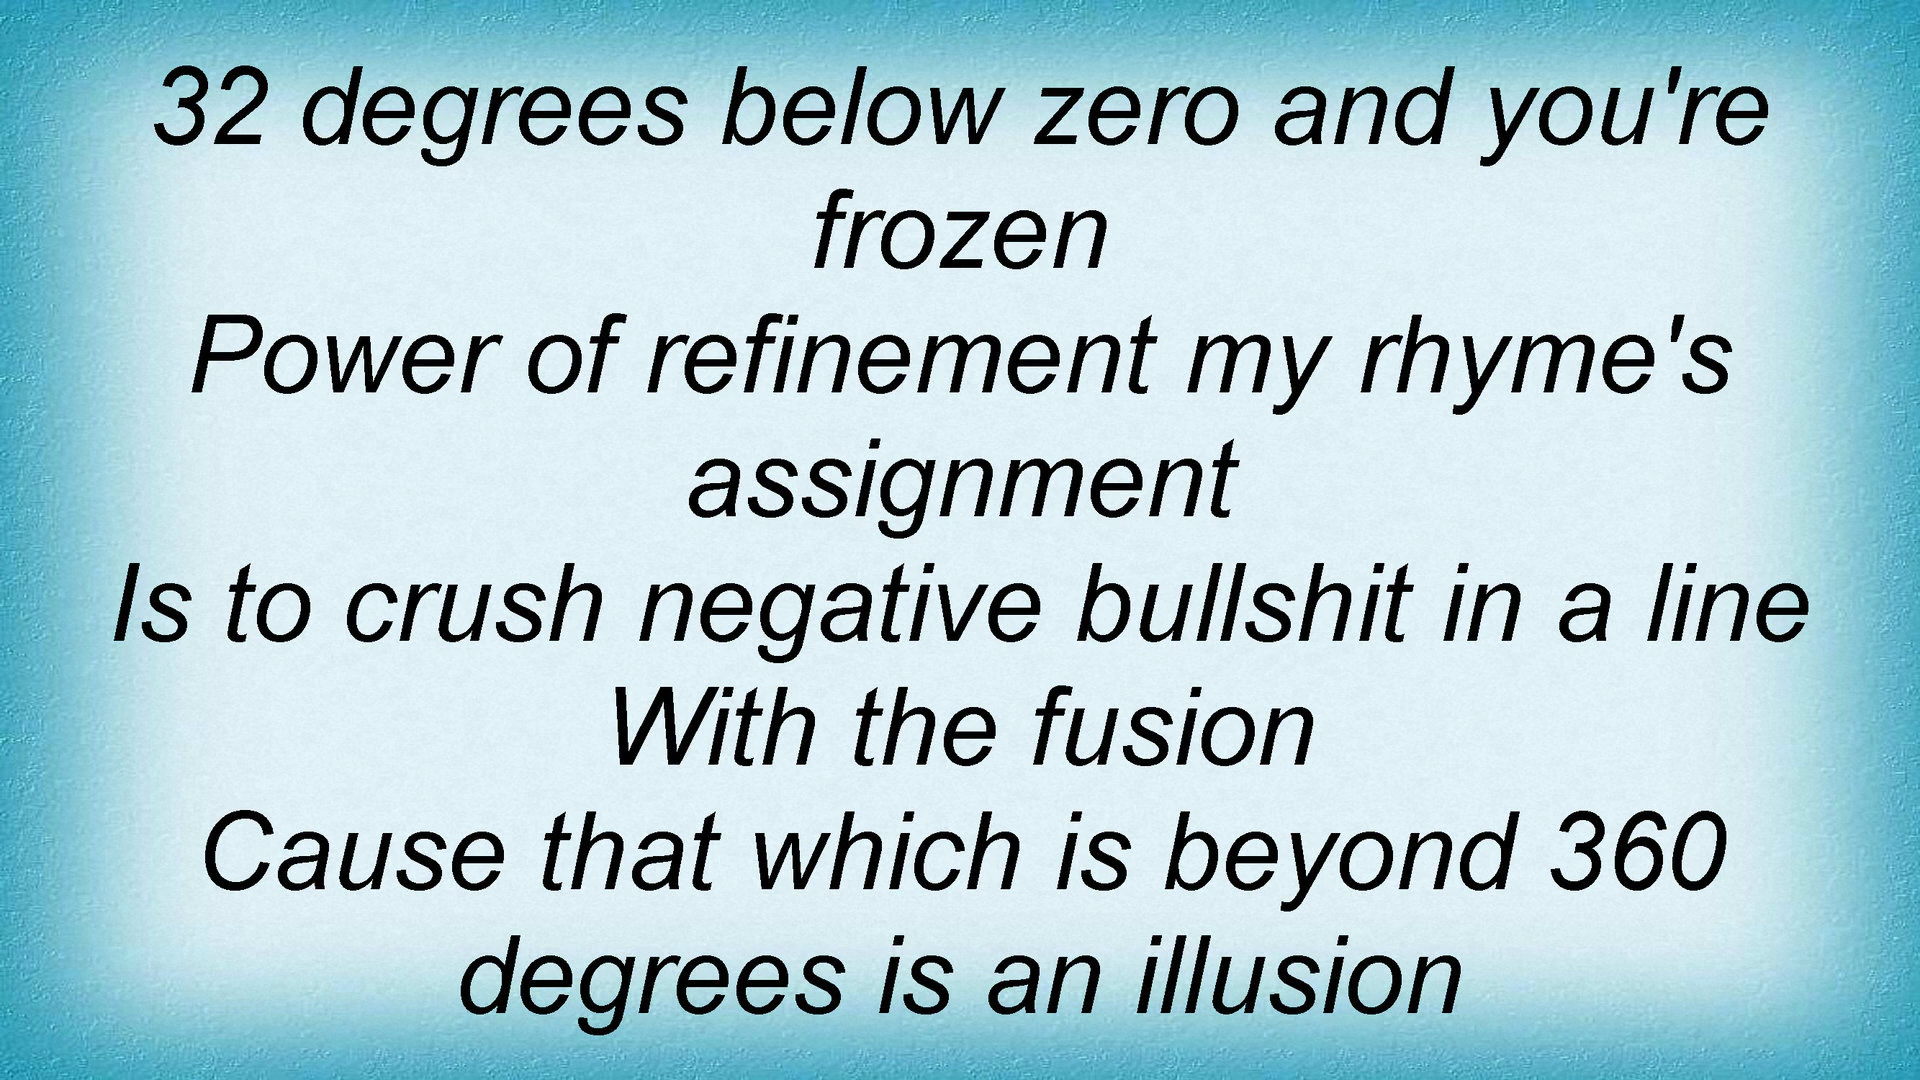 32 degrees below zero and you're
frozen
Power of refinement my rhyme's
assignment
Is to crush negative bullshit in a line
With the fusion
Cause that which is beyond 360
degrees is an illusion